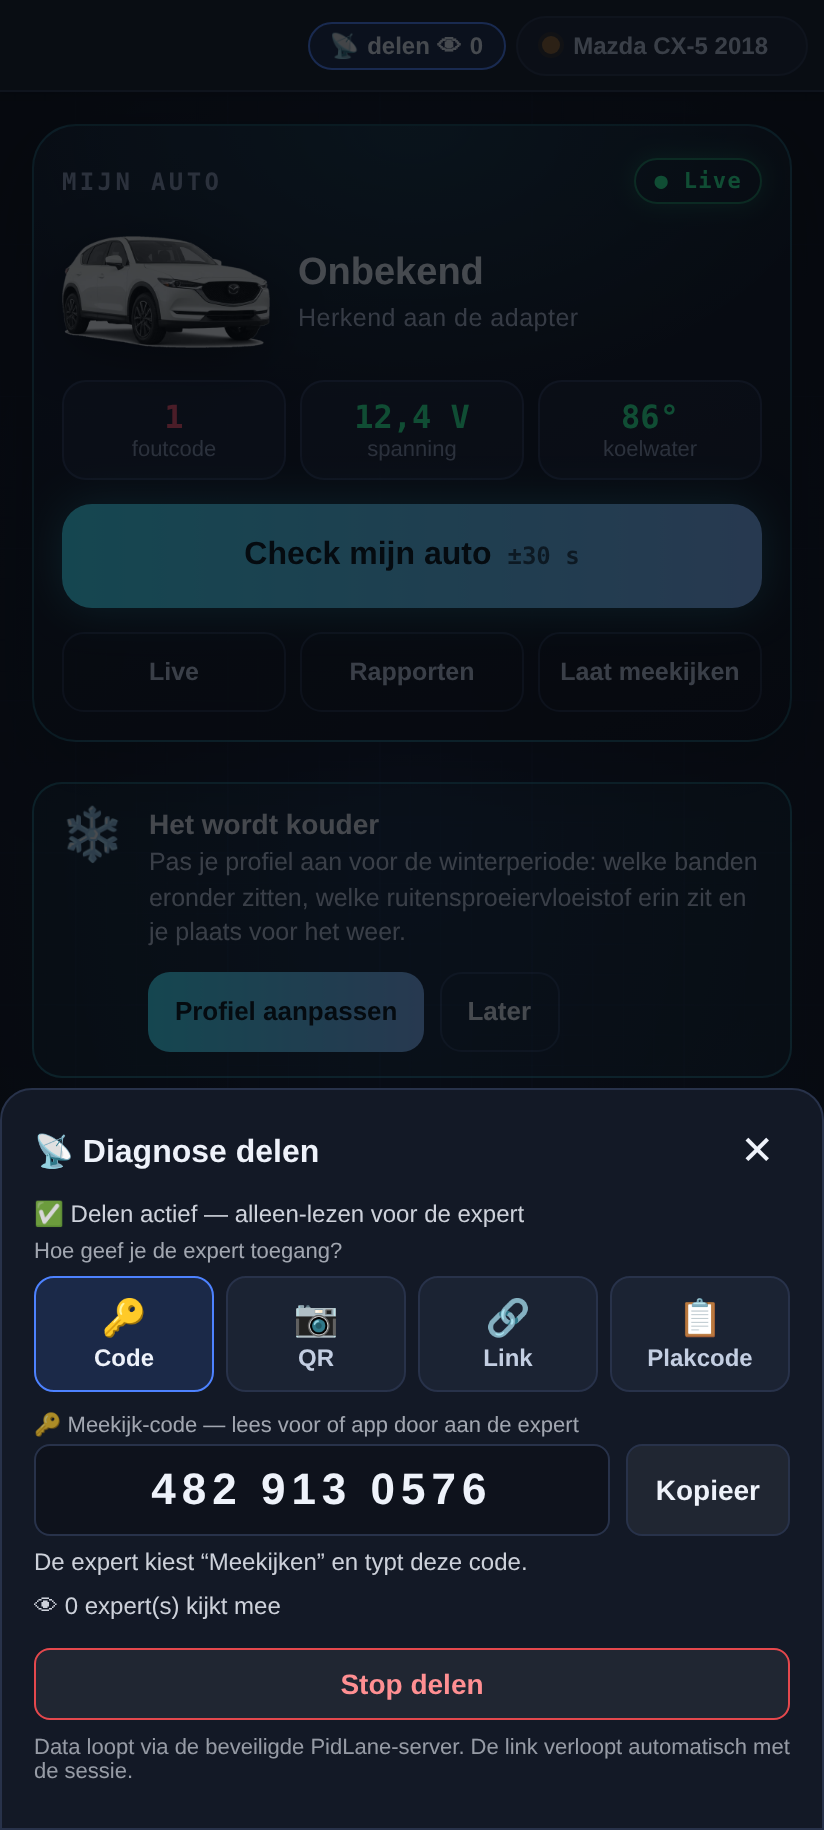 📡 delen 👁 0
Mazda CX-5 2018
MIJN AUTO
● Live
Onbekend
Herkend aan de adapter
1
foutcode
12,4 V
spanning
86°
koelwater
Check mijn auto ±30 s
Live
Rapporten
Laat meekijken
Het wordt kouder
Pas je profiel aan voor de winterperiode: welke banden
eronder zitten, welke ruitensproeiervloeistof erin zit en
je plaats voor het weer.
Profiel aanpassen
Later
📡 Diagnose delen
✕
✅ Delen actief — alleen-lezen voor de expert
Hoe geef je de expert toegang?
Code
QR
Link
Plakcode
🔑 Meekijk-code — lees voor of app door aan de expert
482 913 0576
Kopieer
De expert kiest “Meekijken” en typt deze code.
👁 0 expert(s) kijkt mee
Stop delen
Data loopt via de beveiligde PidLane-server. De link verloopt automatisch met
de sessie.